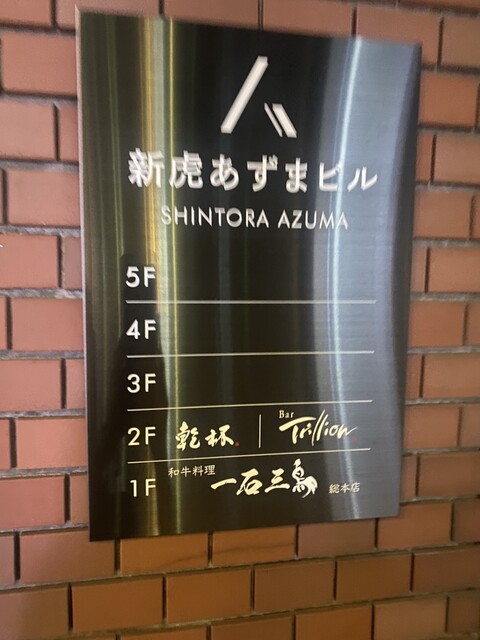 新虎あずまビル
SHINTORA AZUMA
5F
4F
3F
2F 乾杯 | Bar Trillion
1F 和牛料理 一石三鳥 総本店